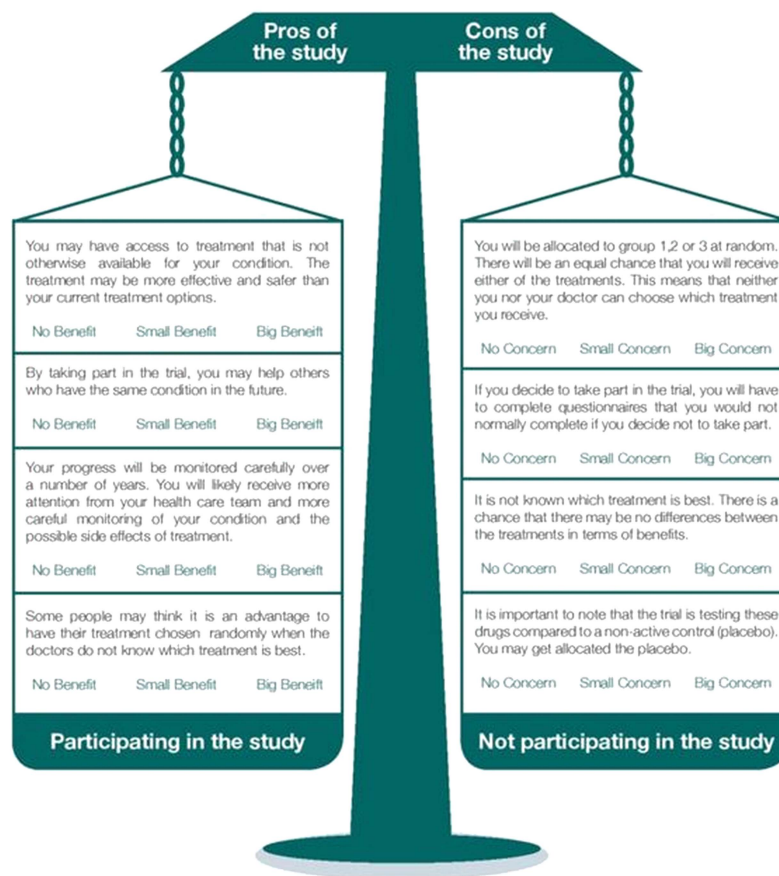 Pros of
the study
Cons of
the study
You may have access to treatment that is not
otherwise available for your condition. The
treatment may be more effective and safer than
your current treatment options.
No Benefit Small Benefit Big Beneift
By taking part in the trial, you may help others
who have the same condition in the future.
No Benefit Small Benefit Big Beneift
Your progress will be monitored carefully over
a number of years. You will likely receive more
attention from your health care team and more
careful monitoring of your condition and the
possible side effects of treatment.
No Benefit Small Benefit Big Beneift
Some people may think it is an advantage to
have their treatment chosen randomly when the
doctors do not know which treatment is best.
No Benefit Small Benefit Big Beneift
Participating in the study
You will be allocated to group 1,2 or 3 at random.
There will be an equal chance that you will receive
either of the treatments. This means that neither
you nor your doctor can choose which treatment
you receive.
No Concern Small Concern Big Concern
If you decide to take part in the trial, you will have
to complete questionnaires that you would not
normally complete if you decide not to take part.
No Concern Small Concern Big Concern
It is not known which treatment is best. There is a
chance that there may be no differences between
the treatments in terms of benefits.
No Concern Small Concern Big Concern
It is important to note that the trial is testing these
drugs compared to a non-active control (placebo).
You may get allocated the placebo.
No Concern Small Concern Big Concern
Not participating in the study